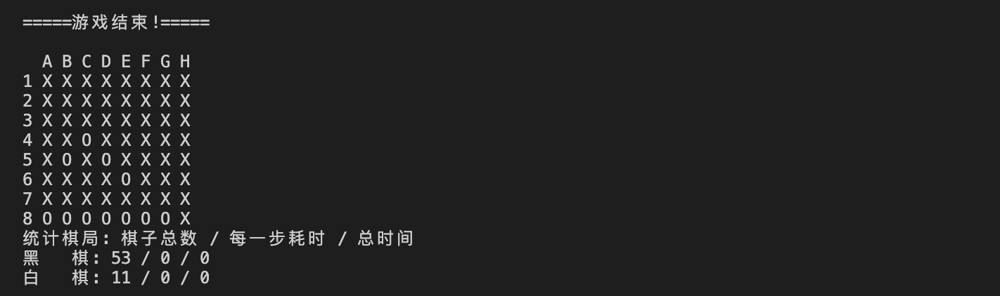 =====游戏结束!=====
  A B C D E F G H
1 X X X X X X X X
2 X X X X X X X X
3 X X X X X X X X
4 X X O X X X X X
5 X O X O X X X X
6 X X X X O X X X
7 X X X X X X X X
8 O O O O O O O X
统计棋局: 棋子总数 / 每一步耗时 / 总时间
黑   棋: 53 / 0 / 0
白   棋: 11 / 0 / 0